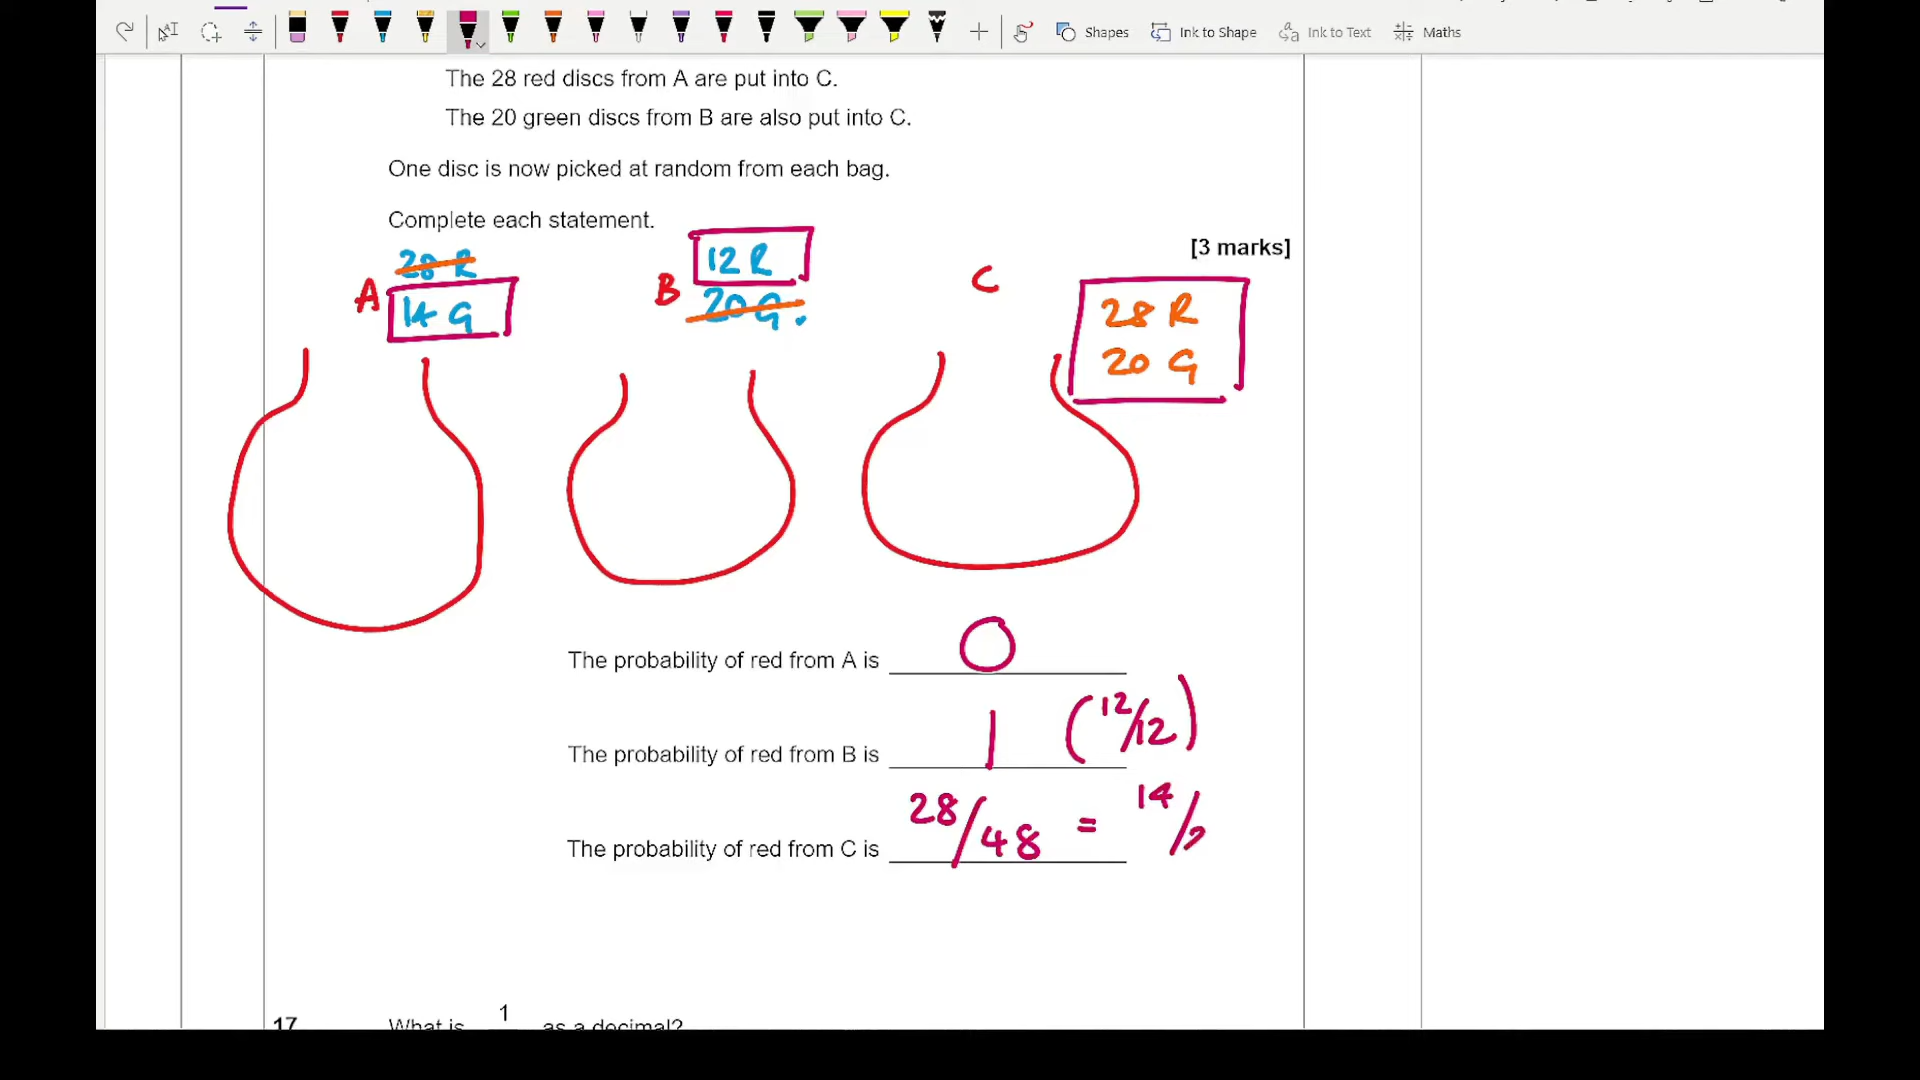 Shapes Ink to Shape Ink to Text Maths
The 28 red discs from A are put into C.
The 20 green discs from B are also put into C.
One disc is now picked at random from each bag.
Complete each statement.
[3 marks]
28 R
A 14 G
12 R
B 20 G.
C
28 R
20 G
The probability of red from A is 0
The probability of red from B is 1 (12/12)
The probability of red from C is 28/48 = 14/
17 What is 1 as a decimal?